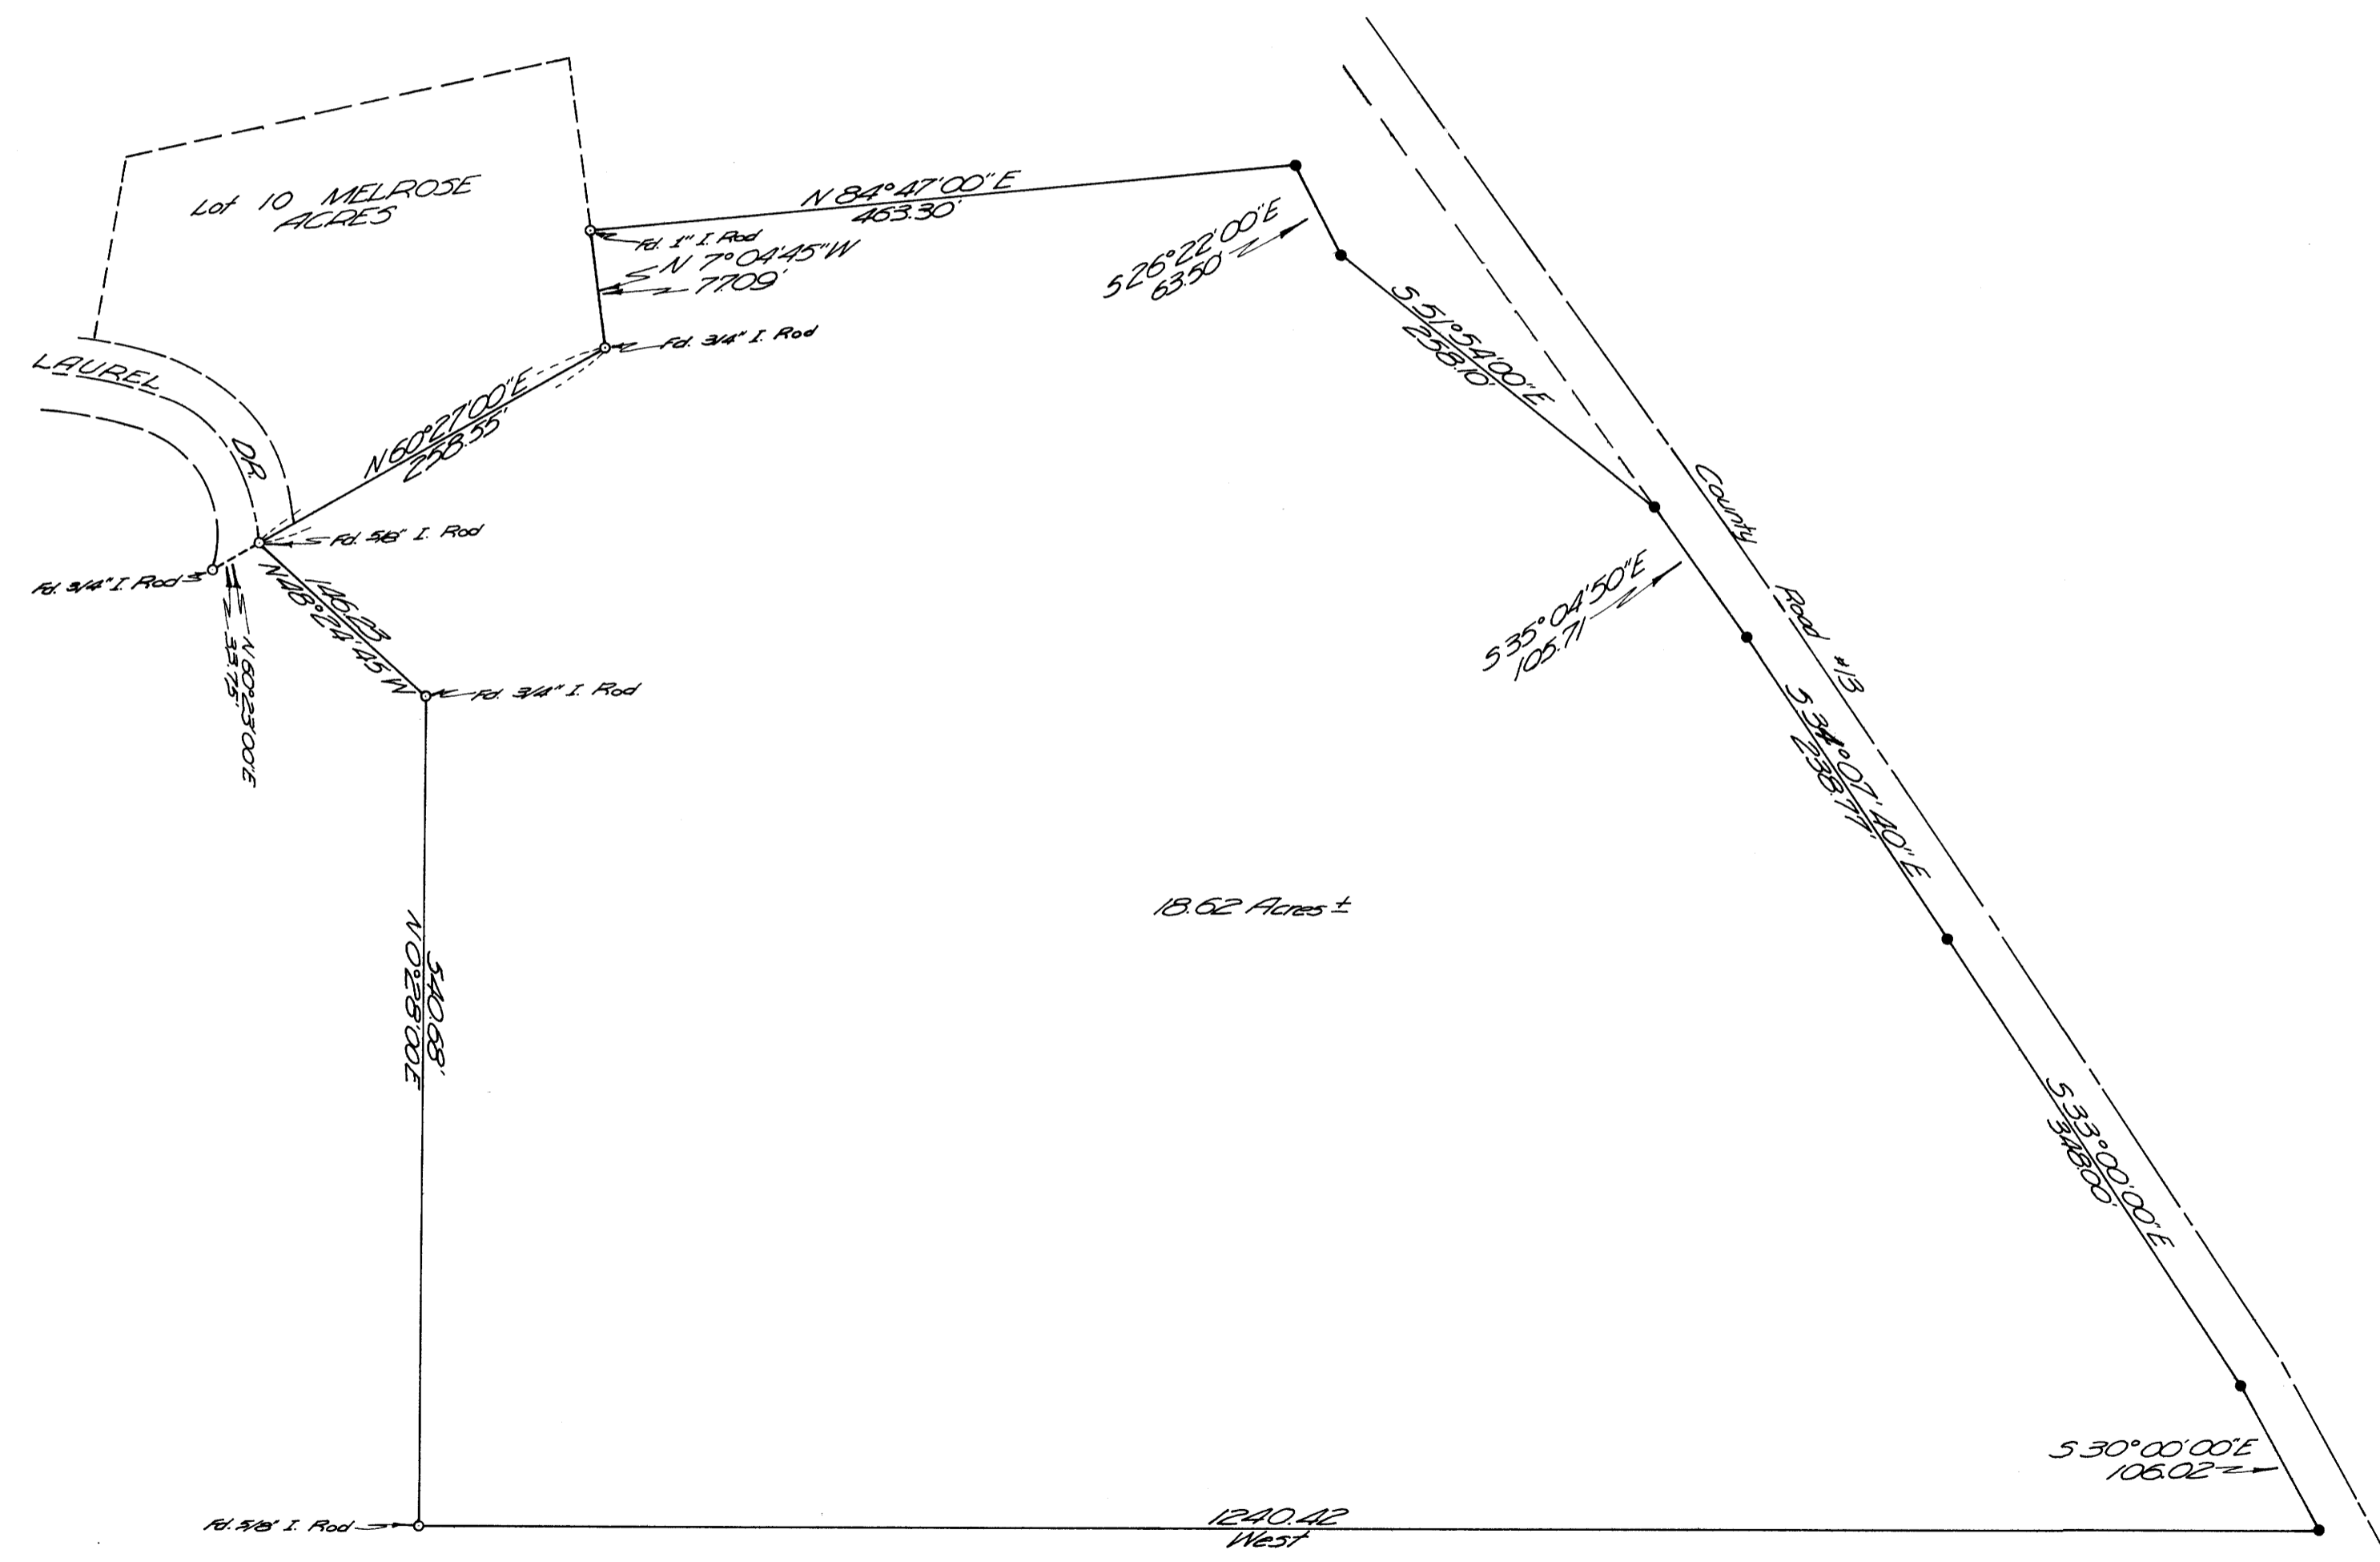 Lot 10 MELROSE
ACRES
N 84°47'00"E
463.30'
Fd. 1" I. Rod
N 7°04'45"W
77.09'
S 26°22'00"E
63.50'
S 51°54'00"E
258.10'
Fd. 3/4" I. Rod
LAUREL
DR.
N 60°27'00"E
258.55'
Fd. 5/8" I. Rod
Fd. 3/4" I. Rod
N 60°23'00"E
33.75'
146.23
N 48°24'45 W
Fd. 3/4" I. Rod
County
Road #13
S 35°04'50"E
105.71
S 34°07'40"E
238.77'
18.62 Acres ±
540.68'
N 0°28'00E
S 33°00'00"E
348.00'
S 30°00'00"E
106.02
Fd. 5/8" I. Rod
1240.42
West